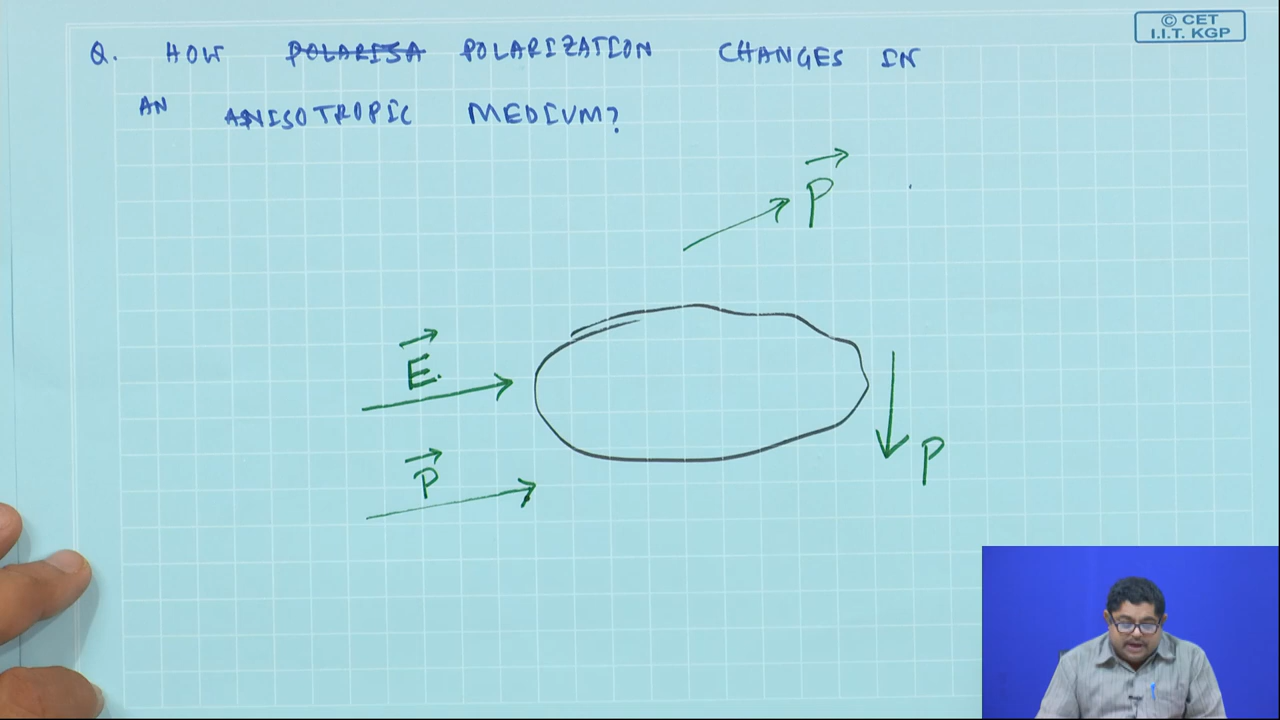 © CET
I.I.T. KGP
Q. HOW POLARISA POLARIZATION CHANGES IN
AN ANISOTROPIC MEDIUM?
P
E.
P
P